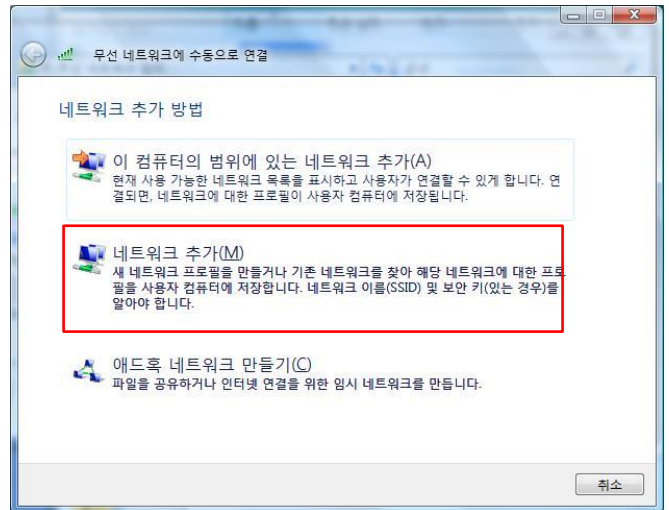 무선 네트워크에 수동으로 연결
네트워크 추가 방법
이 컴퓨터의 범위에 있는 네트워크 추가(A)
현재 사용 가능한 네트워크 목록을 표시하고 사용자가 연결할 수 있게 합니다. 연
결되면, 네트워크에 대한 프로필이 사용자 컴퓨터에 저장됩니다.
네트워크 추가(M)
새 네트워크 프로필을 만들거나 기존 네트워크를 찾아 해당 네트워크에 대한 프로
필을 사용자 컴퓨터에 저장합니다. 네트워크 이름(SSID) 및 보안 키(있는 경우)를
알아야 합니다.
애드혹 네트워크 만들기(C)
파일을 공유하거나 인터넷 연결을 위한 임시 네트워크를 만듭니다.
취소